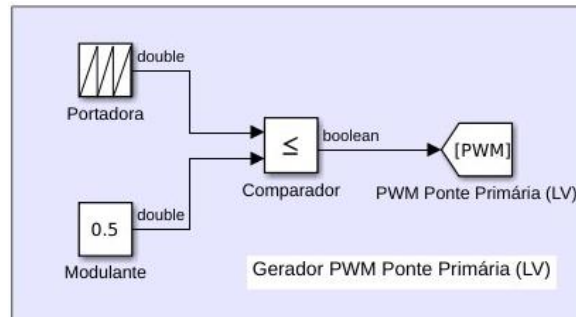 double
Portadora
≤
boolean
[PWM]
Comparador
PWM Ponte Primária (LV)
0.5
double
Modulante
Gerador PWM Ponte Primária (LV)